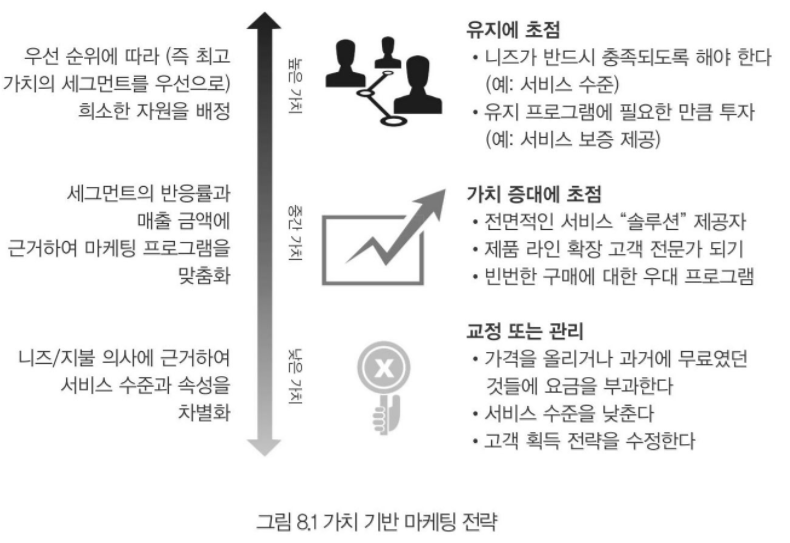 우선 순위에 따라 (즉 최고
가치의 세그먼트를 우선으로)
희소한 자원을 배정
높은 가치
유지에 초점
• 니즈가 반드시 충족되도록 해야 한다
(예: 서비스 수준)
• 유지 프로그램에 필요한 만큼 투자
(예: 서비스 보증 제공)
세그먼트의 반응률과
매출 금액에
근거하여 마케팅 프로그램을
맞춤화
중간 가치
가치 증대에 초점
• 전면적인 서비스 “솔루션” 제공자
• 제품 라인 확장 고객 전문가 되기
• 빈번한 구매에 대한 우대 프로그램
니즈/지불 의사에 근거하여
서비스 수준과 속성을
차별화
낮은 가치
X
교정 또는 관리
• 가격을 올리거나 과거에 무료였던
것들에 요금을 부과한다
• 서비스 수준을 낮춘다
• 고객 획득 전략을 수정한다
그림 8.1 가치 기반 마케팅 전략